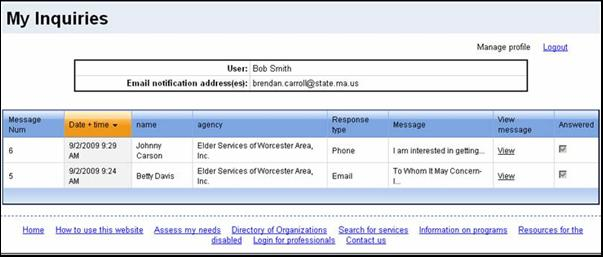 My Inquiries
Manage profile Logout
User: Bob Smith
Email notification address(es): brendan.carroll@state.ma.us
Message Num Date + time name agency Response type Message View message Answered
6 9/2/2009 9:29 AM Johnny Carson Elder Services of Worcester Area, Inc. Phone I am interested in getting... View
5 9/2/2009 9:24 AM Betty Davis Elder Services of Worcester Area, Inc. Email To Whom It May Concern-I... View
Home How to use this website Assess my needs Directory of Organizations Search for services Information on programs Resources for the
disabled Login for professionals Contact us